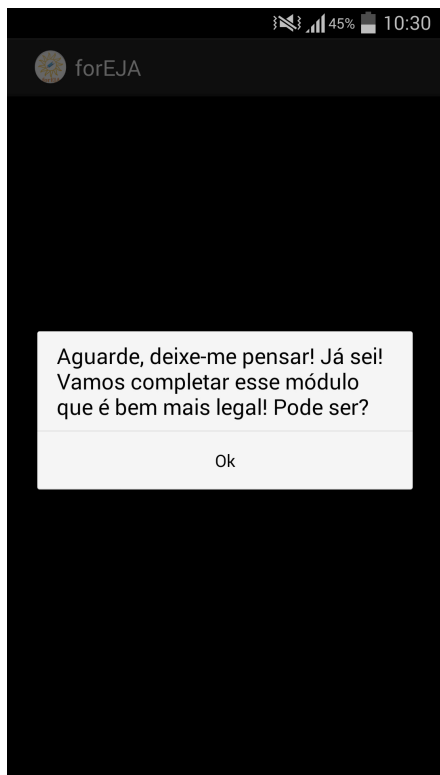 45% 10:30
forEJA
Aguarde, deixe-me pensar! Já sei!
Vamos completar esse módulo
que é bem mais legal! Pode ser?
Ok